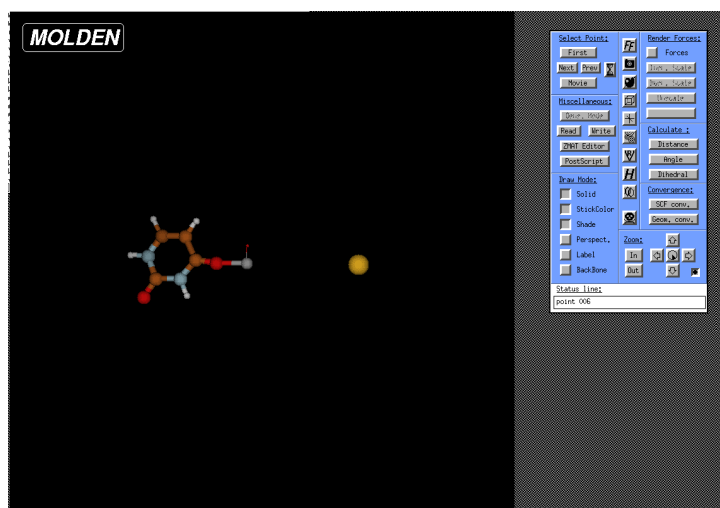 MOLDEN
Select Point:
First
Next Prev
Movie
Miscellaneous:
Read Write
ZMAT Editor
PostScript
Draw Mode:
Solid
StickColor
Shade
Perspect.
Label
BackBone
FF
H
Render Forces:
Forces
Calculate :
Distance
Angle
Dihedral
Convergence:
SCF conv.
Geom. conv.
Zoom:
In
Out
Status line:
point 006